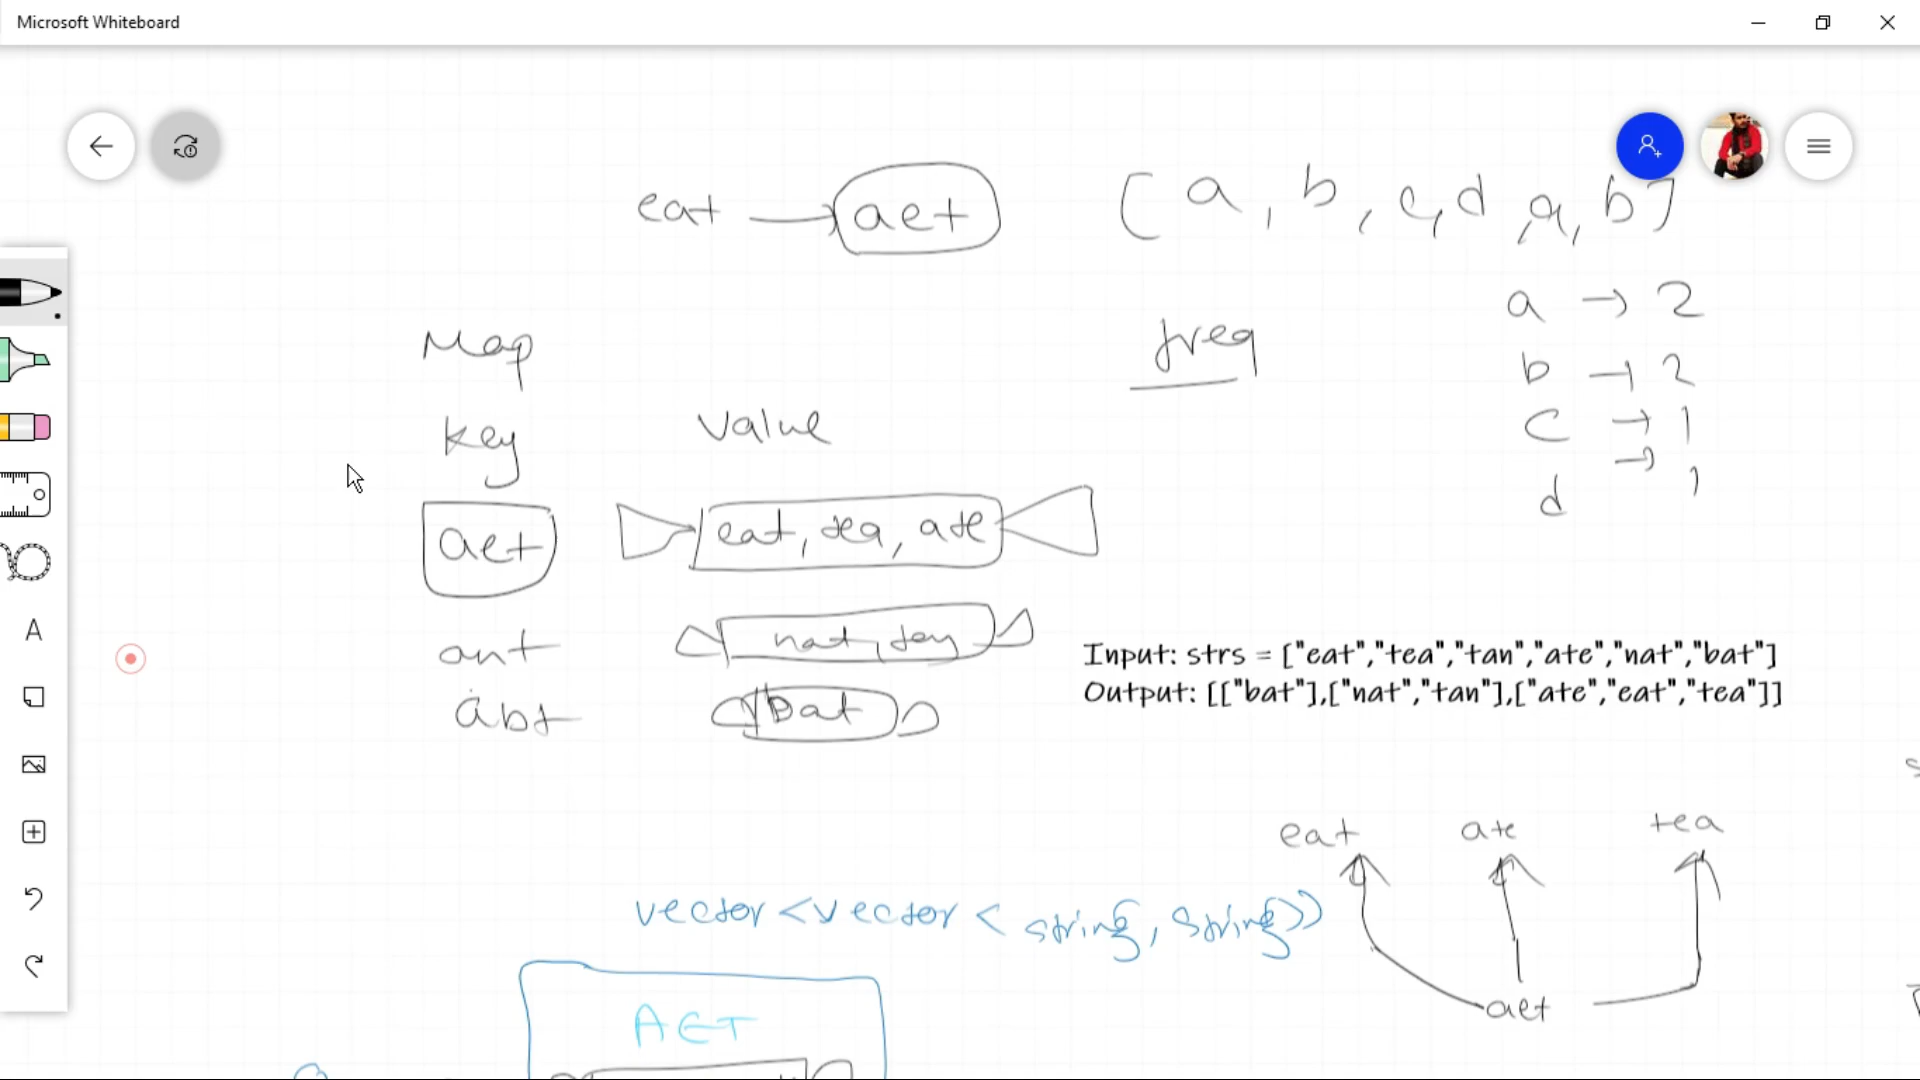 Microsoft Whiteboard
eat → aet
[a, b, c, d, a, b]
Map
freq
a → 2
b → 2
c → 1
d → 1
key value
aet eat, tea, ate
ant nat,
abt bat
Input: strs = ["eat","tea","tan","ate","nat","bat"]
Output: [["bat"],["nat","tan"],["ate","eat","tea"]]
eat ate tea
aet
vector <vector < string, string>>
AET
A